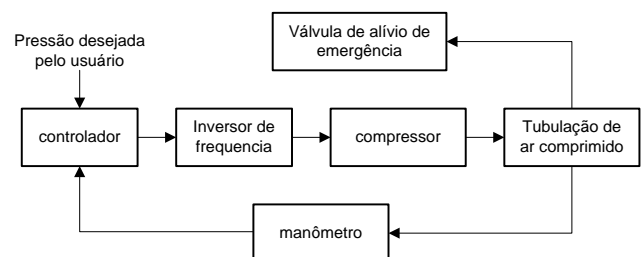 Pressão desejada
pelo usuário
Válvula de alívio de
emergência
controlador
Inversor de
frequencia
compressor
Tubulação de
ar comprimido
manômetro